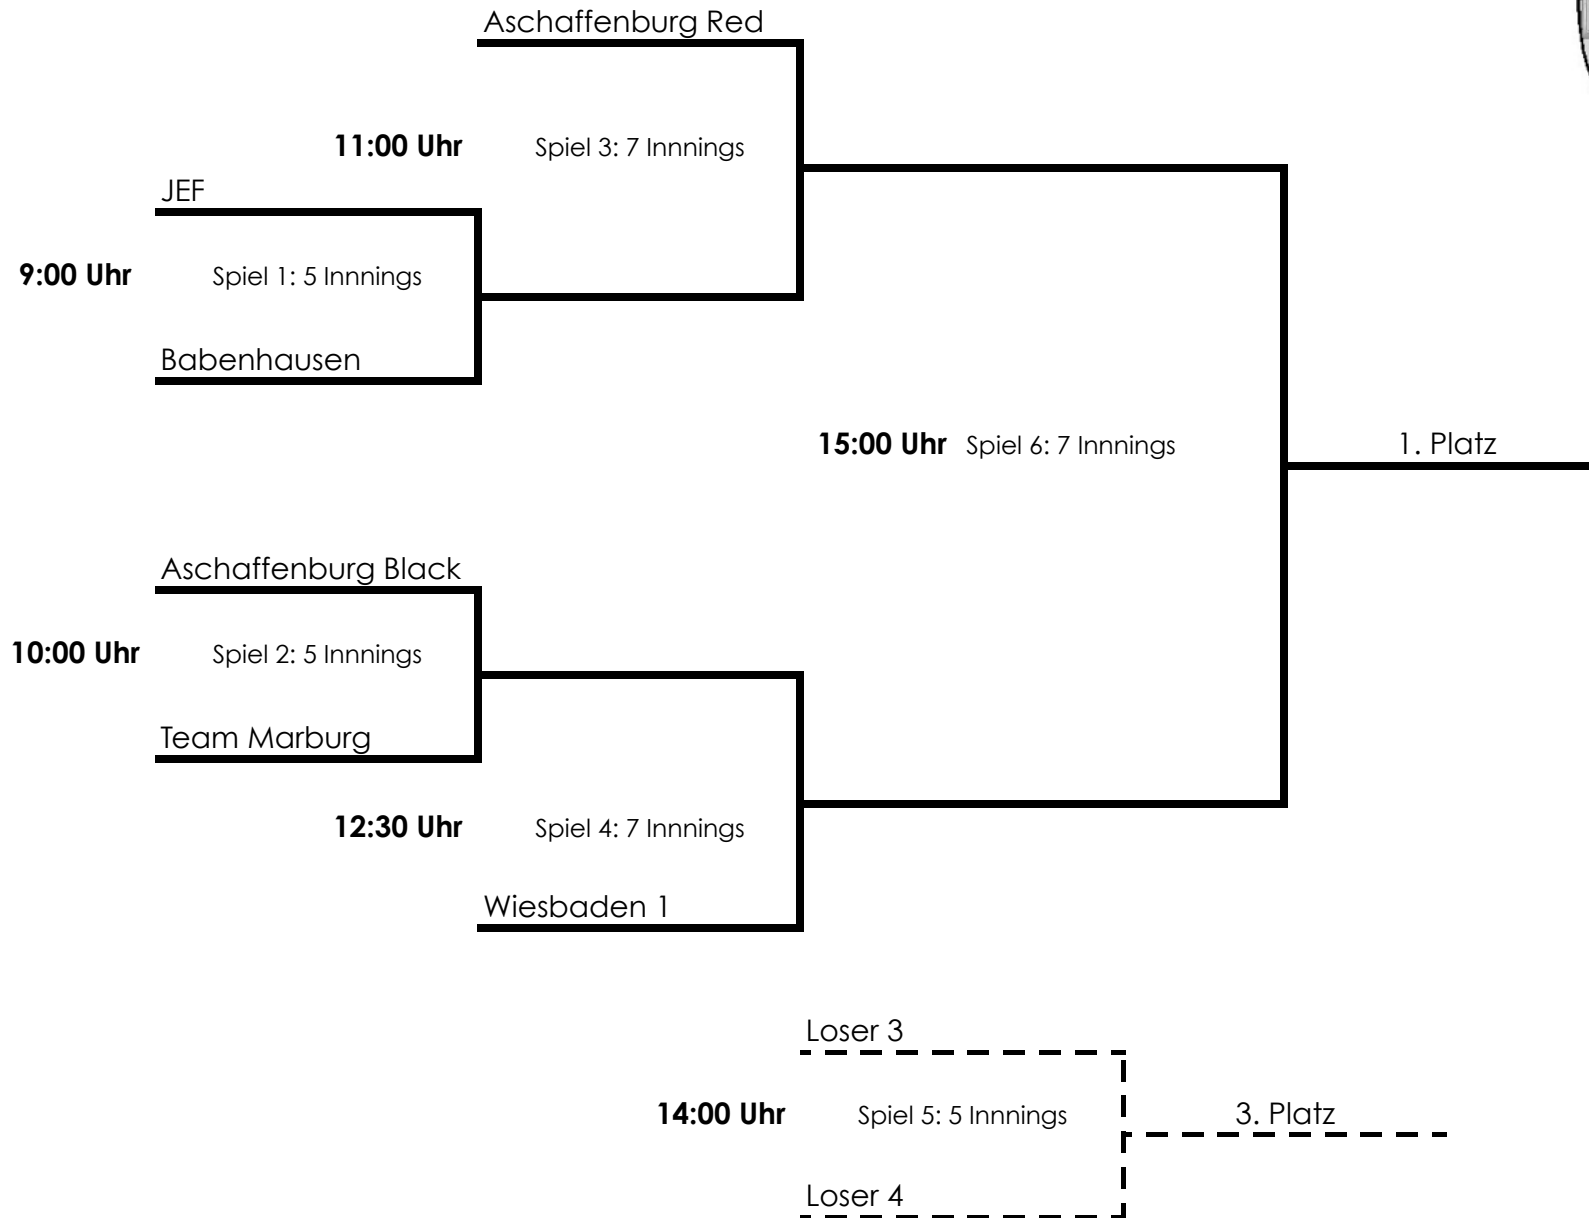 Aschaffenburg Red
11:00 Uhr Spiel 3: 7 Innnings
JEF
9:00 Uhr Spiel 1: 5 Innnings
Babenhausen
15:00 Uhr Spiel 6: 7 Innnings
1. Platz
Aschaffenburg Black
10:00 Uhr Spiel 2: 5 Innnings
Team Marburg
12:30 Uhr Spiel 4: 7 Innnings
Wiesbaden 1
Loser 3
14:00 Uhr Spiel 5: 5 Innnings
3. Platz
Loser 4